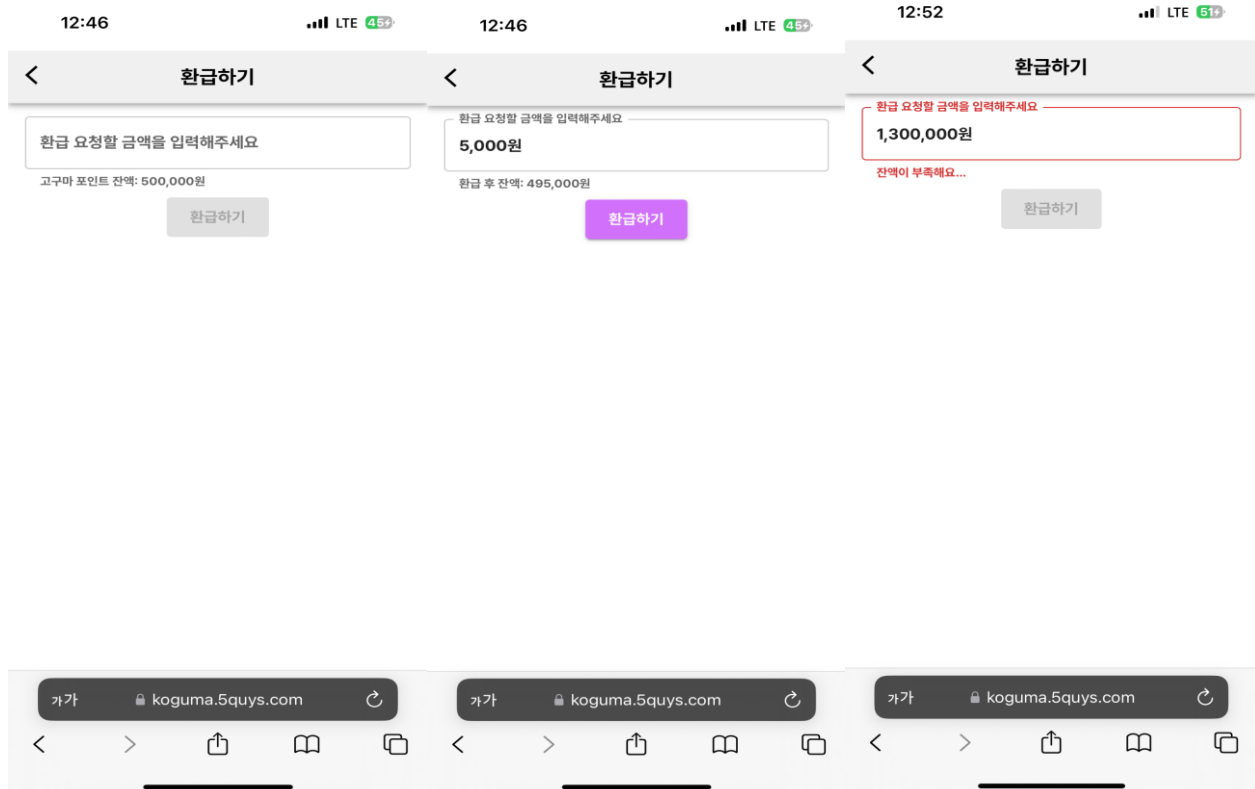 12:46 LTE 45
환급하기
환급 요청할 금액을 입력해주세요
고구마 포인트 잔액: 500,000원
환급하기
가가 koguma.5quys.com
12:46 LTE 45
환급하기
환급 요청할 금액을 입력해주세요
5,000원
환급 후 잔액: 495,000원
환급하기
가가 koguma.5quys.com
12:52 LTE 51
환급하기
환급 요청할 금액을 입력해주세요
1,300,000원
잔액이 부족해요...
환급하기
가가 koguma.5quys.com